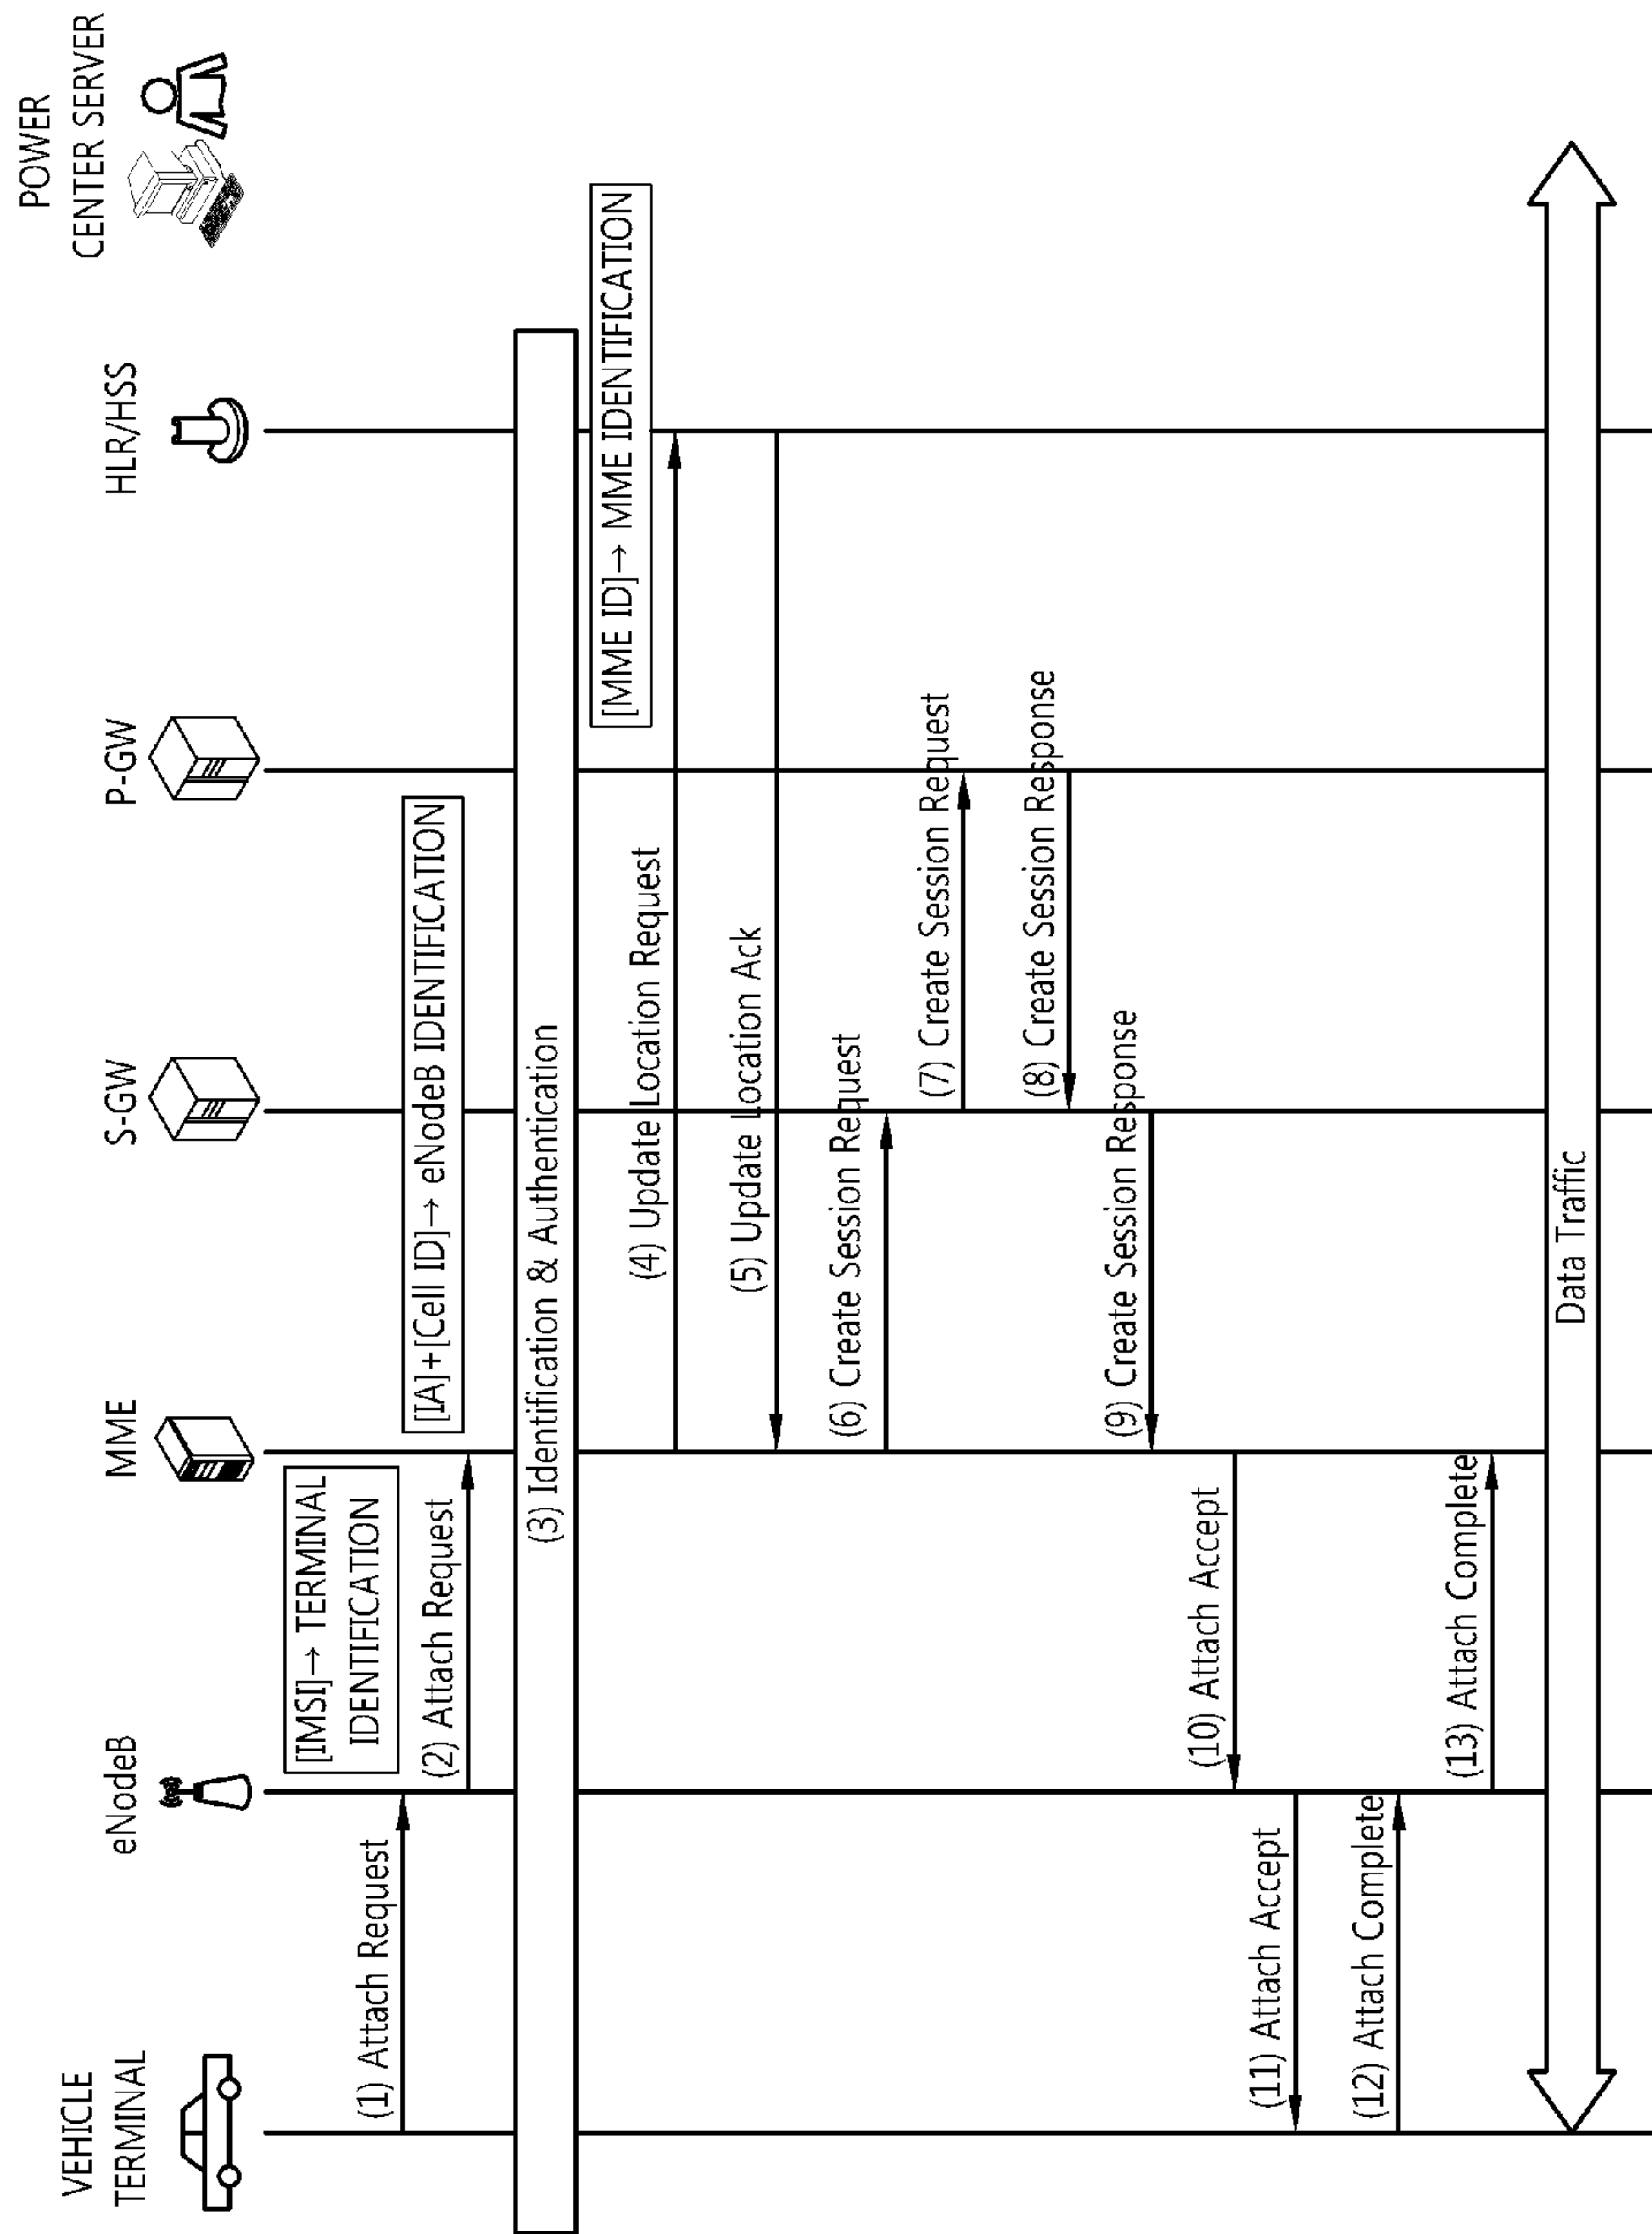 VEHICLE
TERMINAL
eNodeB
MME
S-GW
P-GW
HLR/HSS
POWER
CENTER SERVER
(1) Attach Request
[IMSI]→ TERMINAL
IDENTIFICATION
(2) Attach Request
[IA]+[Cell ID]→ eNodeB IDENTIFICATION
(3) Identification & Authentication
[MME ID]→ MME IDENTIFICATION
(4) Update Location Request
(5) Update Location Ack
(6) Create Session Request
(7) Create Session Request
(8) Create Session Response
(9) Create Session Response
(10) Attach Accept
(11) Attach Accept
(12) Attach Complete
(13) Attach Complete
Data Traffic